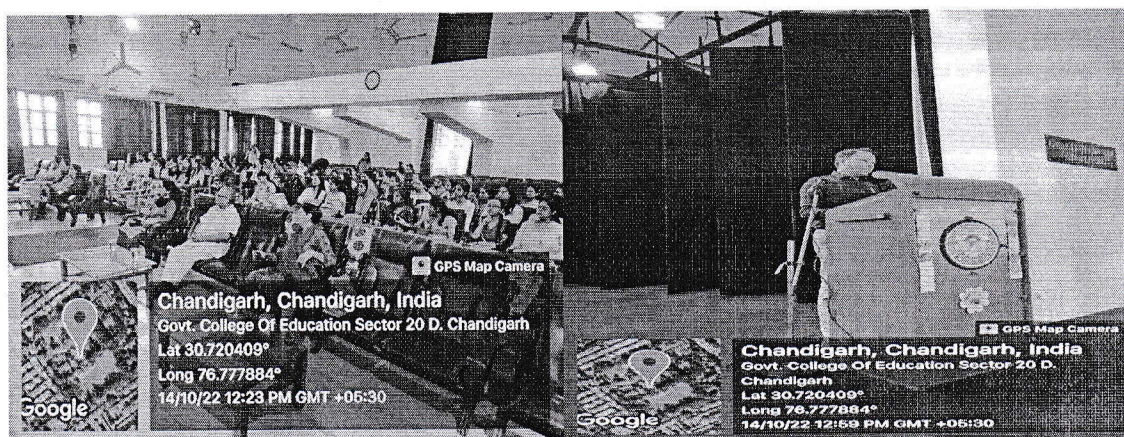 GPS Map Camera
Chandigarh, Chandigarh, India
Govt. College Of Education Sector 20 D. Chandigarh
Lat 30.720409°
Long 76.777884°
14/10/22 12:23 PM GMT +05:30
Google
GPS Map Camera
Chandigarh, Chandigarh, India
Govt. College Of Education Sector 20 D.
Chandigarh
Lat 30.720409°
Long 76.777884°
14/10/22 12:59 PM GMT +05:30
Google